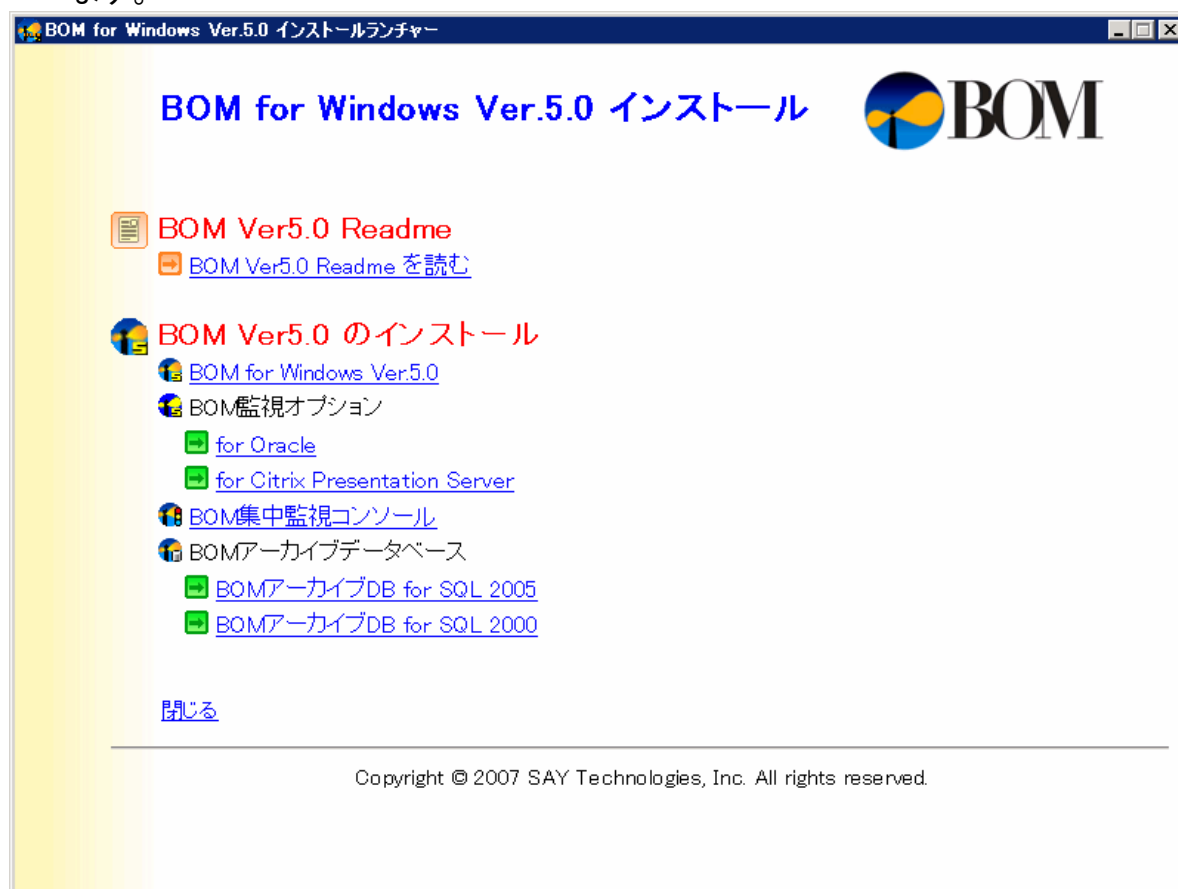 ます。
BOM for Windows Ver.5.0 インストールランチャー
BOM for Windows Ver.5.0 インストール
BOM
BOM Ver5.0 Readme
BOM Ver5.0 Readme を読む
BOM Ver5.0 のインストール
BOM for Windows Ver.5.0
BOM監視オプション
for Oracle
for Citrix Presentation Server
BOM集中監視コンソール
BOMアーカイブデータベース
BOMアーカイブDB for SQL 2005
BOMアーカイブDB for SQL 2000
閉じる
Copyright © 2007 SAY Technologies, Inc. All rights reserved.